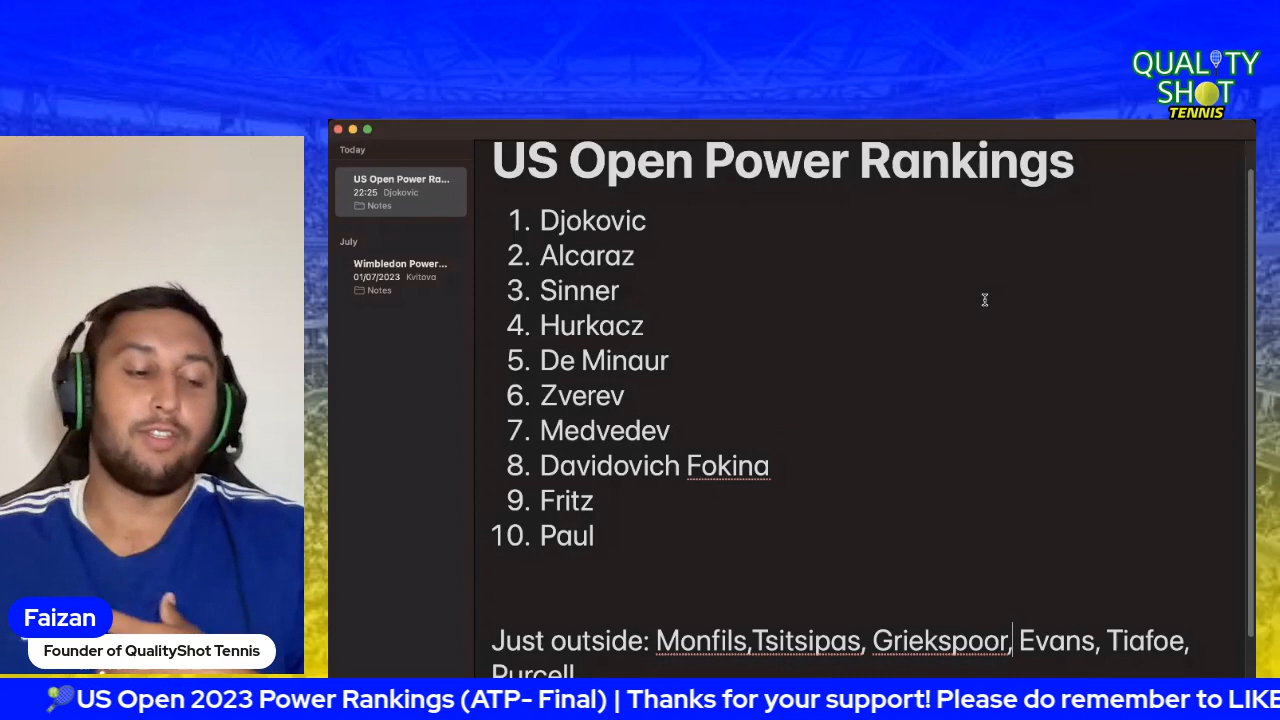 QUALITY
SHOT
TENNIS
Today
US Open Power Ra...
22:25 Djokovic
Notes
July
Wimbledon Power...
01/07/2023 Kvitova
Notes
US Open Power Rankings
1. Djokovic
2. Alcaraz
3. Sinner
4. Hurkacz
5. De Minaur
6. Zverev
7. Medvedev
8. Davidovich Fokina
9. Fritz
10. Paul
Just outside: Monfils,Tsitsipas, Griekspoor, Evans, Tiafoe,
Purcell
Faizan
Founder of QualityShot Tennis
US Open 2023 Power Rankings (ATP- Final) | Thanks for your support! Please do remember to LIKE